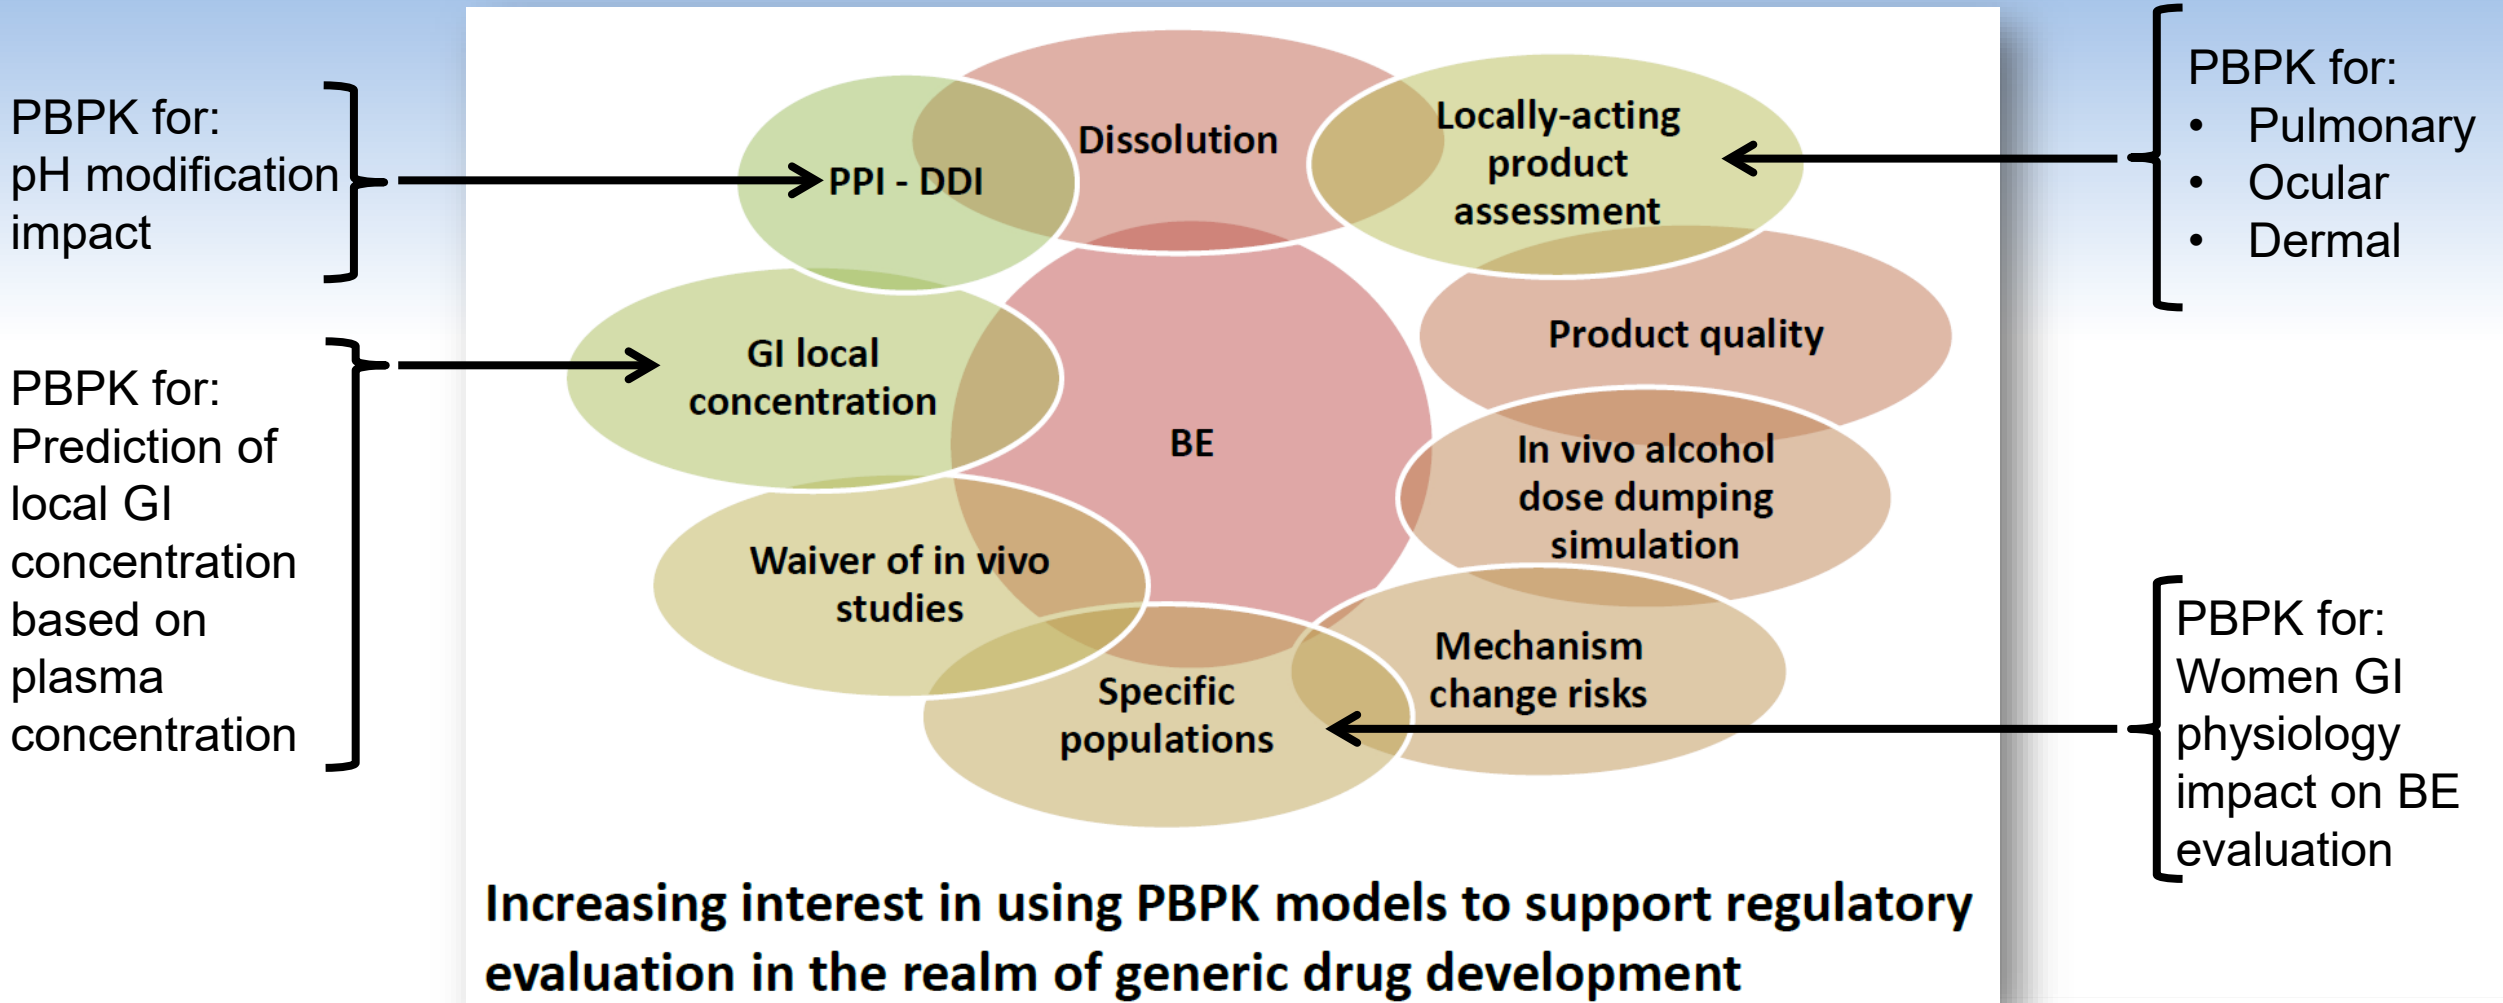 PBPK for:
pH modification
impact
PBPK for:
Prediction of
local GI
concentration
based on
plasma
concentration
Dissolution
PPI - DDI
Locally-acting
product
assessment
GI local
concentration
BE
Product quality
In vivo alcohol
dose dumping
simulation
Waiver of in vivo
studies
Specific
populations
Mechanism
change risks
PBPK for:
• Pulmonary
• Ocular
• Dermal
PBPK for:
Women GI
physiology
impact on BE
evaluation
Increasing interest in using PBPK models to support regulatory
evaluation in the realm of generic drug development